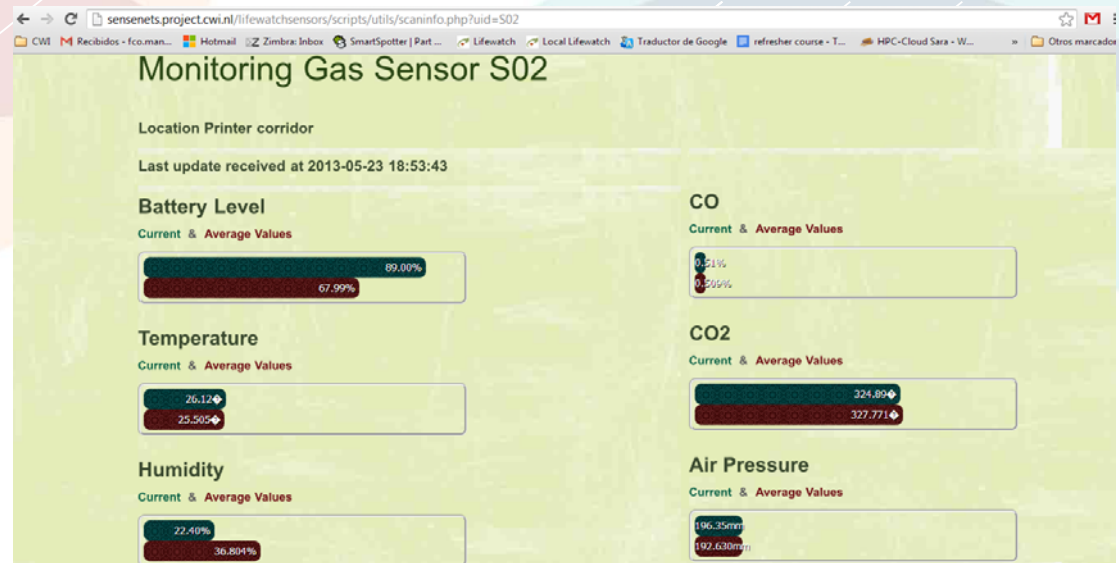 sensenets.project.cwi.nl/lifewatchsensors/scripts/utils/scaninfo.php?uid=S02
CWI Recibidos - fco.man... Hotmail Zimbra: Inbox SmartSpotter | Part ... Lifewatch Local Lifewatch Traductor de Google refresher course - T... HPC-Cloud Sara - W... » Otros marcador
Monitoring Gas Sensor S02
Location Printer corridor
Last update received at 2013-05-23 18:53:43
Battery Level
Current & Average Values
89.00%
67.99%
Temperature
Current & Average Values
26.12�
25.505�
Humidity
Current & Average Values
22.40%
36.804%
CO
Current & Average Values
0.51%
0.509%
CO2
Current & Average Values
324.89�
327.771�
Air Pressure
Current & Average Values
196.35mm
192.630mm